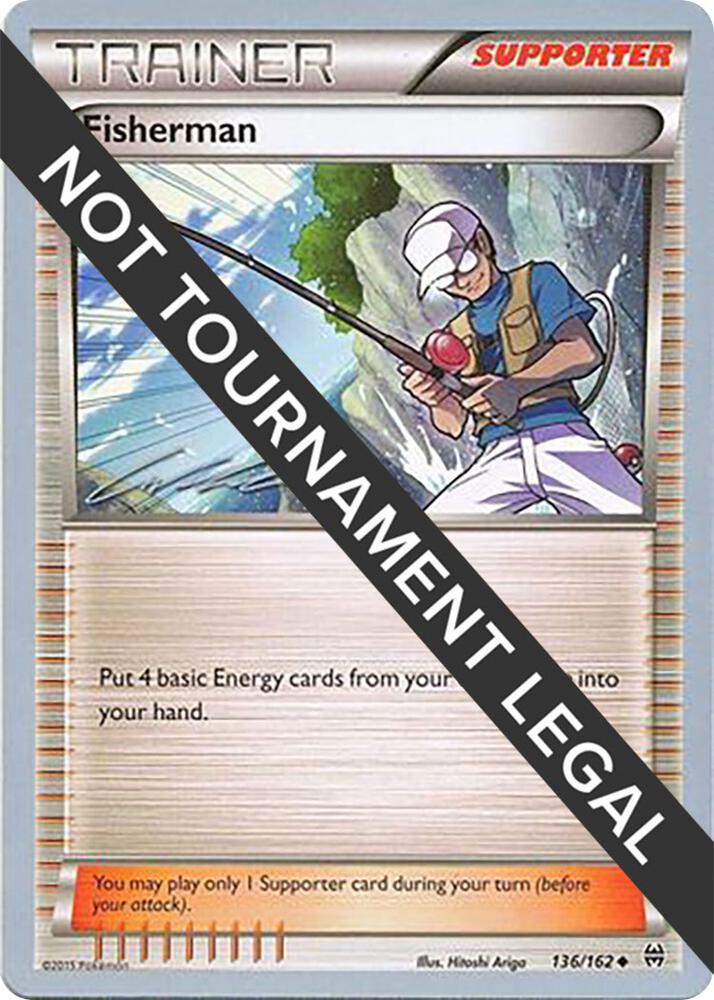 TRAINER
SUPPORTER
Fisherman
NOT TOURNAMENT LEGAL
Put 4 basic Energy cards from your into
your hand.
You may play only 1 Supporter card during your turn (before
your attack).
©2015 Pokémon
Illus. Hitoshi Ariga
136/162